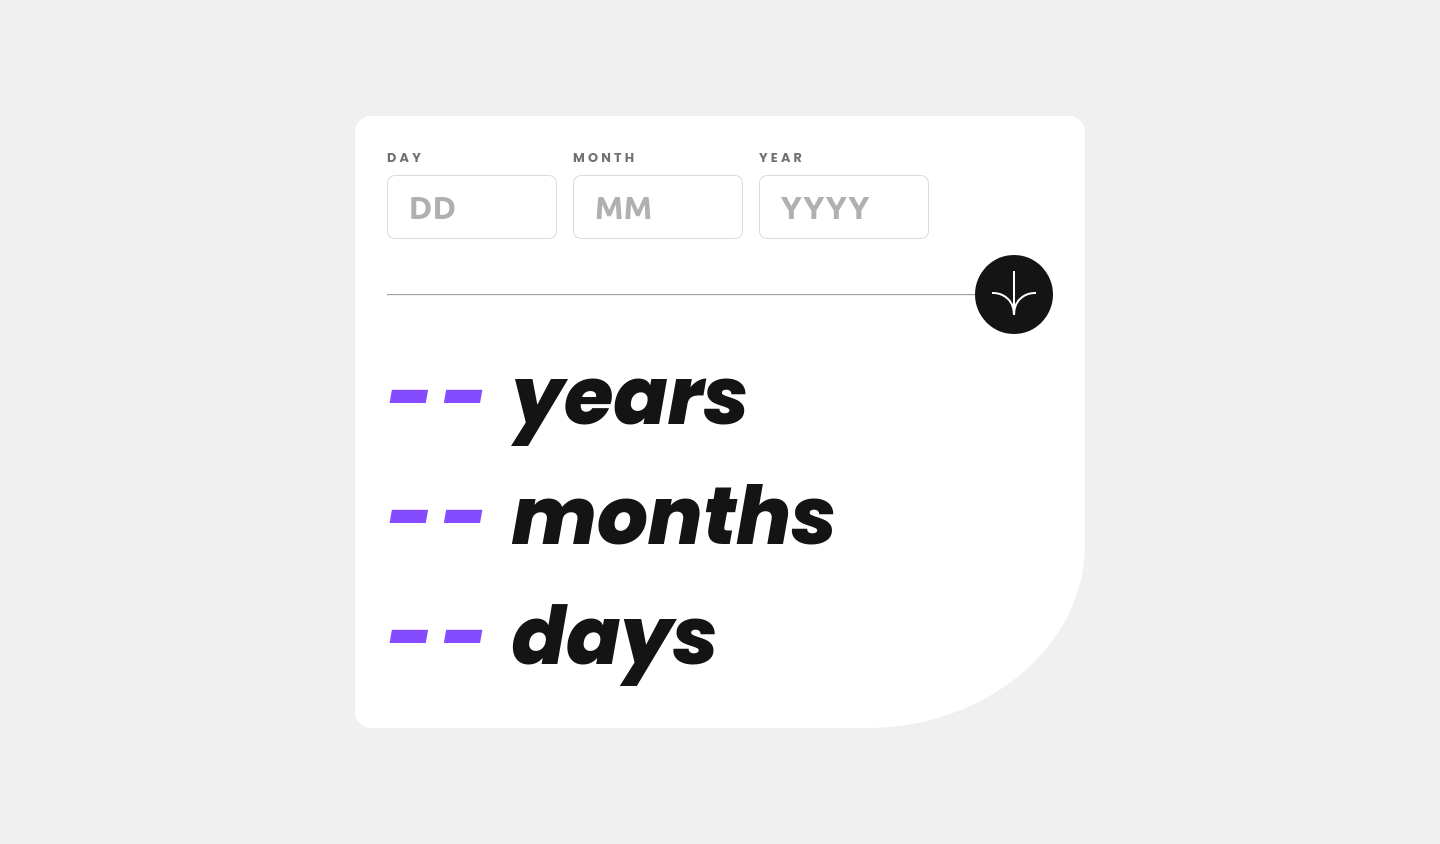 DAY MONTH YEAR
DD MM YYYY
-- years
-- months
-- days